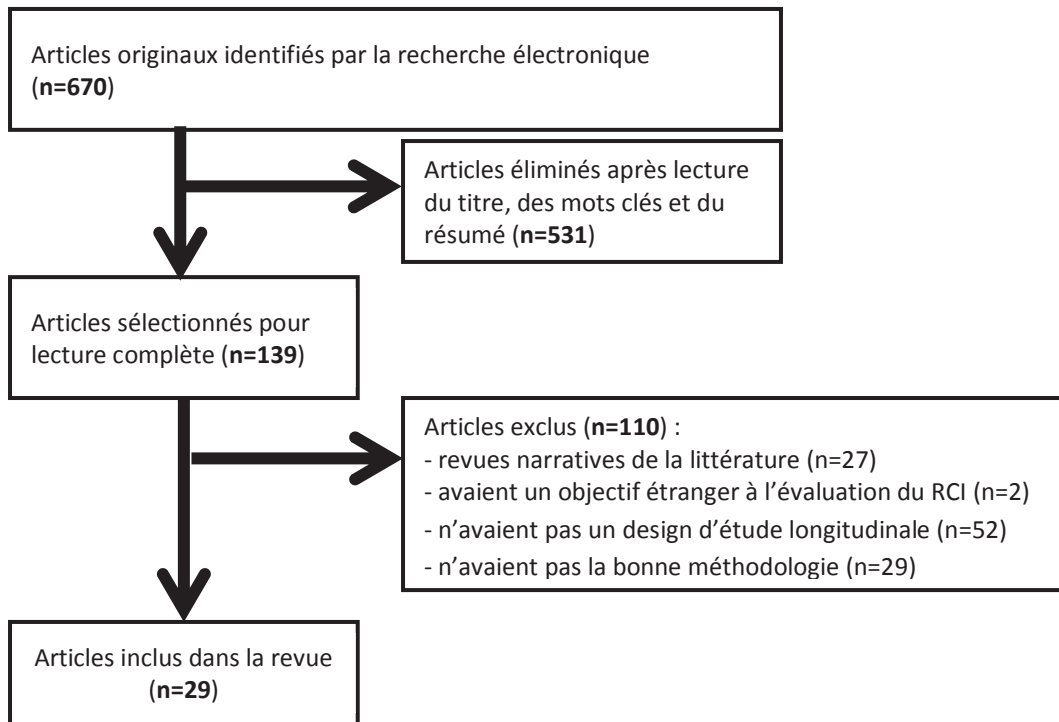 Articles originaux identifiés par la recherche électronique
(n=670)
Articles éliminés après lecture
du titre, des mots clés et du
résumé (n=531)
Articles sélectionnés pour
lecture complète (n=139)
Articles exclus (n=110) :
- revues narratives de la littérature (n=27)
- avaient un objectif étranger à l’évaluation du RCI (n=2)
- n’avaient pas un design d’étude longitudinale (n=52)
- n’avaient pas la bonne méthodologie (n=29)
Articles inclus dans la revue
(n=29)